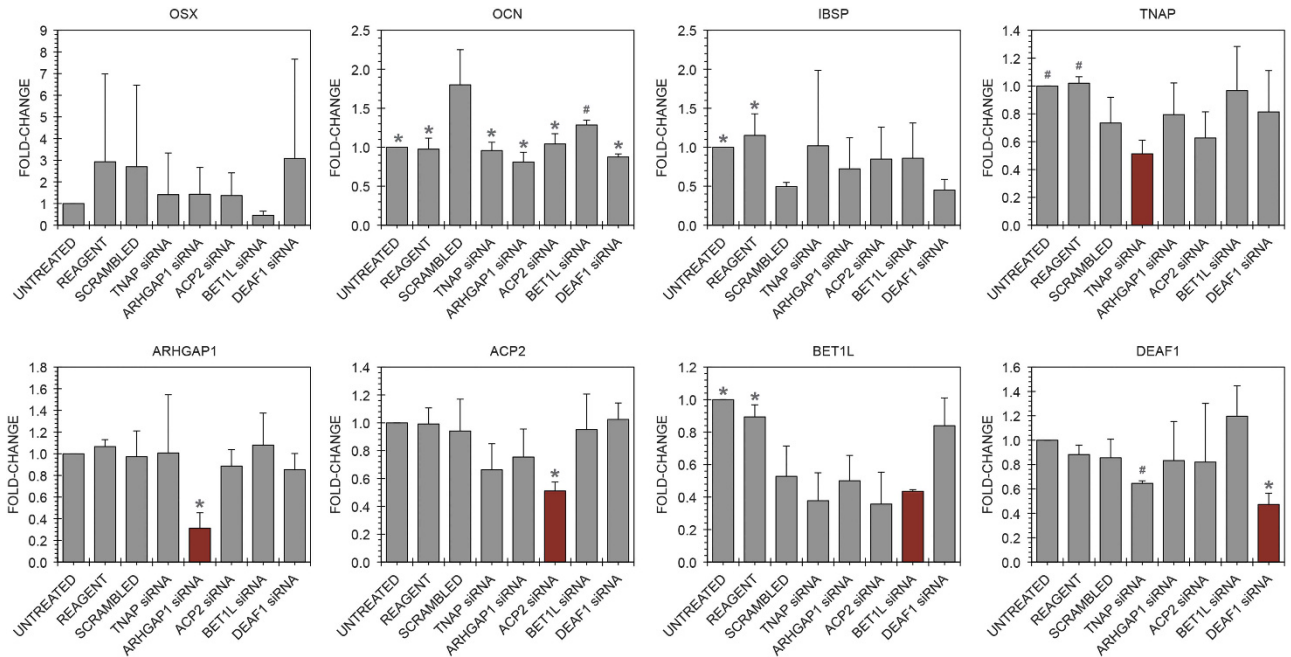 OSX
OCN
IBSP
TNAP
FOLD-CHANGE
9
8
7
6
5
4
3
2
1
0
UNTREATED
REAGENT
SCRAMBLED
TNAP siRNA
ARHGAP1 siRNA
ACP2 siRNA
BET1L siRNA
DEAF1 siRNA
FOLD-CHANGE
2.5
2.0
1.5
1.0
0.5
0.0
* * * * * # *
UNTREATED
REAGENT
SCRAMBLED
TNAP siRNA
ARHGAP1 siRNA
ACP2 siRNA
BET1L siRNA
DEAF1 siRNA
FOLD-CHANGE
2.5
2.0
1.5
1.0
0.5
0.0
* *
UNTREATED
REAGENT
SCRAMBLED
TNAP siRNA
ARHGAP1 siRNA
ACP2 siRNA
BET1L siRNA
DEAF1 siRNA
FOLD-CHANGE
1.4
1.2
1.0
0.8
0.6
0.4
0.2
0.0
# #
UNTREATED
REAGENT
SCRAMBLED
TNAP siRNA
ARHGAP1 siRNA
ACP2 siRNA
BET1L siRNA
DEAF1 siRNA
ARHGAP1
ACP2
BET1L
DEAF1
FOLD-CHANGE
1.8
1.6
1.4
1.2
1.0
0.8
0.6
0.4
0.2
0.0
*
UNTREATED
REAGENT
SCRAMBLED
TNAP siRNA
ARHGAP1 siRNA
ACP2 siRNA
BET1L siRNA
DEAF1 siRNA
FOLD-CHANGE
1.4
1.2
1.0
0.8
0.6
0.4
0.2
0.0
*
UNTREATED
REAGENT
SCRAMBLED
TNAP siRNA
ARHGAP1 siRNA
ACP2 siRNA
BET1L siRNA
DEAF1 siRNA
FOLD-CHANGE
1.2
1.0
0.8
0.6
0.4
0.2
0.0
* *
UNTREATED
REAGENT
SCRAMBLED
TNAP siRNA
ARHGAP1 siRNA
ACP2 siRNA
BET1L siRNA
DEAF1 siRNA
FOLD-CHANGE
1.6
1.4
1.2
1.0
0.8
0.6
0.4
0.2
0.0
# *
UNTREATED
REAGENT
SCRAMBLED
TNAP siRNA
ARHGAP1 siRNA
ACP2 siRNA
BET1L siRNA
DEAF1 siRNA